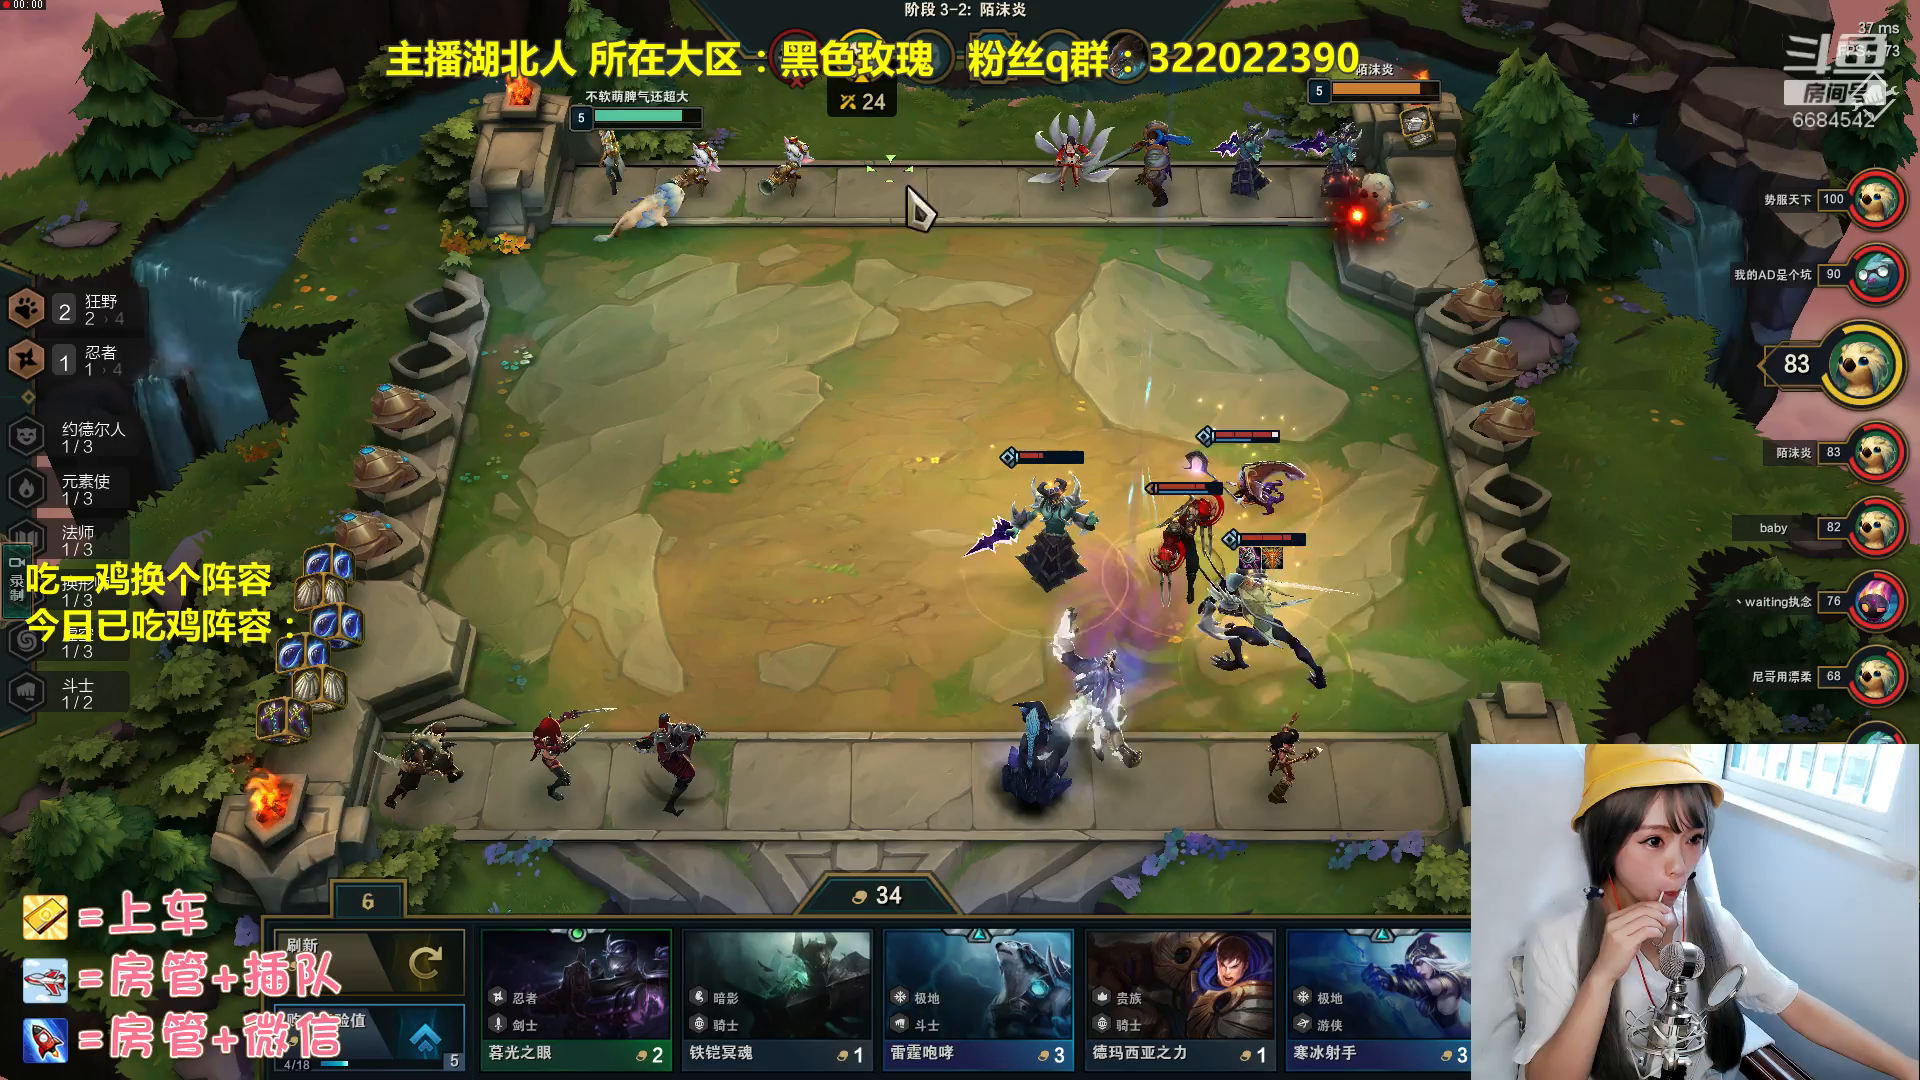 00:00
阶段 3-2: 陌沫炎
37 ms
73
主播湖北人 所在大区：黑色玫瑰 粉丝q群：322022390
斗鱼
房间号
6684542
陌沫炎
5
不软萌脾气还超大
5
24
势服天下 100
我的AD是个坑 90
83
陌沫炎 83
baby 82
丶waiting执念 76
尼哥用漂柔 68
2 狂野
2 › 4
1 忍者
1 › 4
约德尔人
1 / 3
元素使
1 / 3
法师
1 / 3
录制
吃一鸡换个阵容
1 / 3
今日已吃鸡阵容：
1 / 3
斗士
1 / 2
6
34
=上车
=房管+插队
=房管+微信
刷新
4/18
5
忍者
剑士
暮光之眼 2
暗影
骑士
铁铠冥魂 1
极地
斗士
雷霆咆哮 3
贵族
骑士
德玛西亚之力 1
极地
游侠
寒冰射手 3